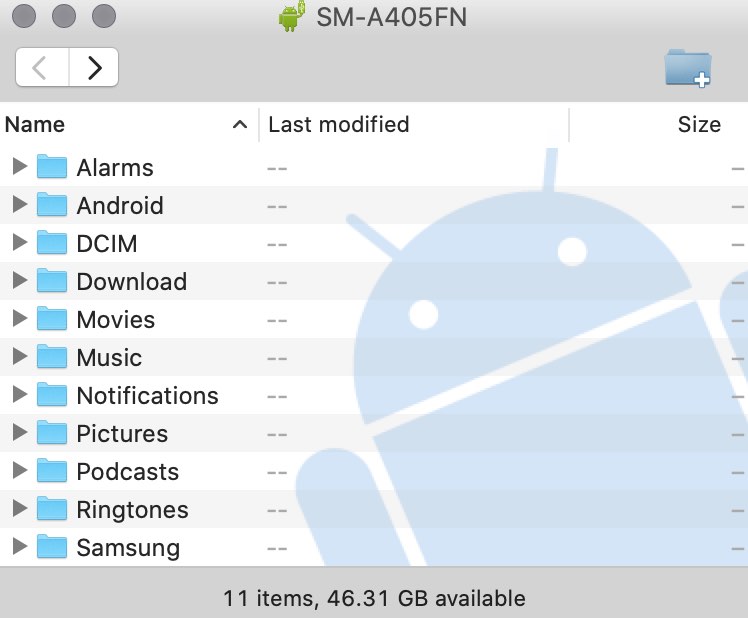 SM-A405FN
Name Last modified Size
Alarms -- --
Android -- --
DCIM -- --
Download -- --
Movies -- --
Music -- --
Notifications -- --
Pictures -- --
Podcasts -- --
Ringtones -- --
Samsung -- --
11 items, 46.31 GB available